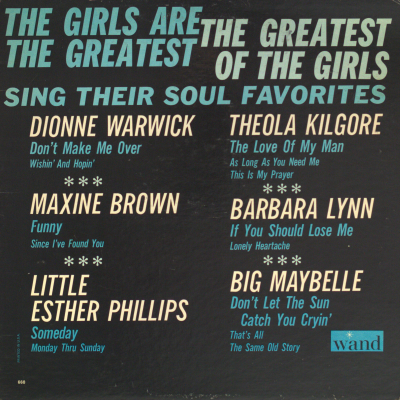 THE GIRLS ARE
THE GREATEST
THE GREATEST
OF THE GIRLS
SING THEIR SOUL FAVORITES
DIONNE WARWICK
Don't Make Me Over
Wishin' And Hopin'
***
MAXINE BROWN
Funny
Since I've Found You
***
LITTLE
ESTHER PHILLIPS
Someday
Monday Thru Sunday
THEOLA KILGORE
The Love Of My Man
As Long As You Need Me
This Is My Prayer
***
BARBARA LYNN
If You Should Lose Me
Lonely Heartache
***
BIG MAYBELLE
Don't Let The Sun
Catch You Cryin'
That's All
The Same Old Story
wand